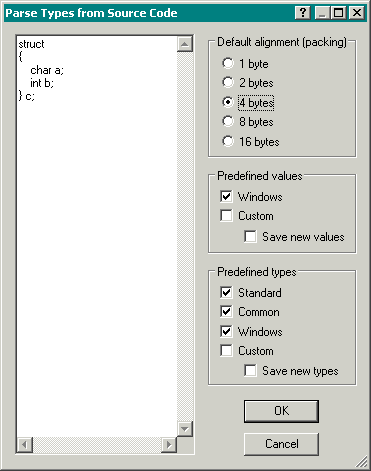 Parse Types from Source Code
struct
{
char a;
int b;
} c;
Default alignment (packing)
1 byte
2 bytes
4 bytes
8 bytes
16 bytes
Predefined values
Windows
Custom
Save new values
Predefined types
Standard
Common
Windows
Custom
Save new types
OK
Cancel